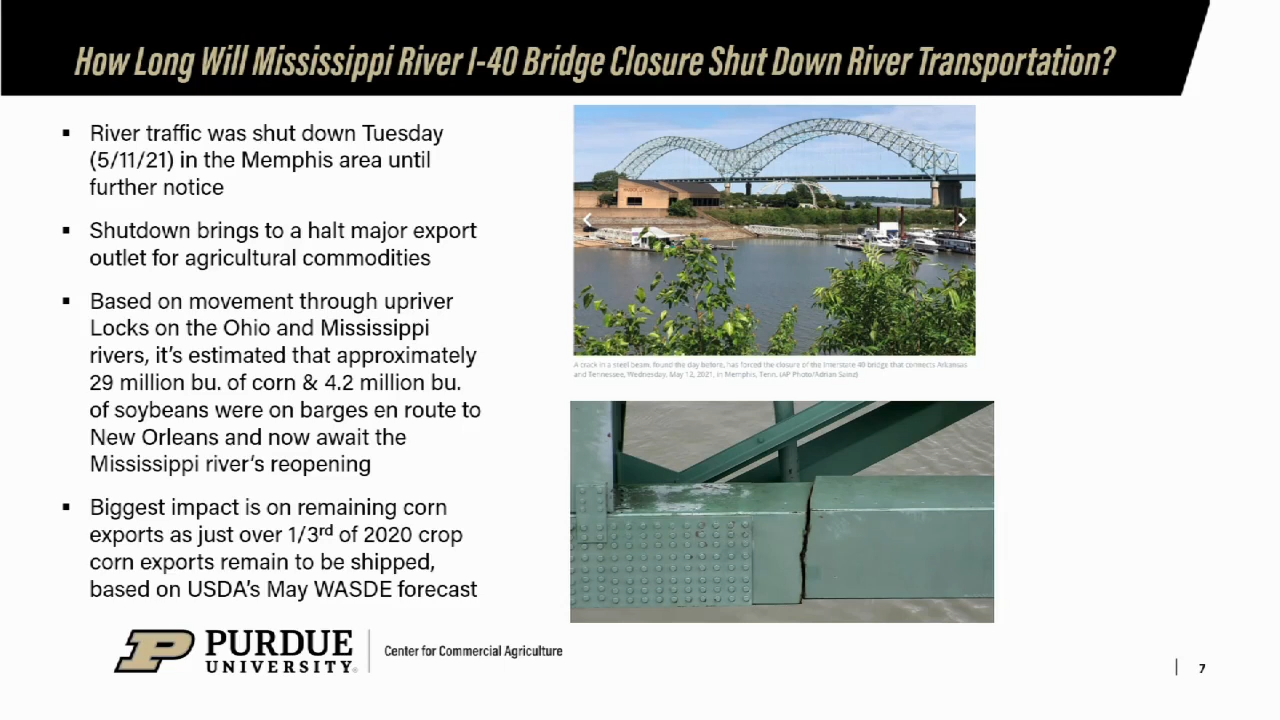 How Long Will Mississippi River I-40 Bridge Closure Shut Down River Transportation?
▪ River traffic was shut down Tuesday
(5/11/21) in the Memphis area until
further notice
▪ Shutdown brings to a halt major export
outlet for agricultural commodities
▪ Based on movement through upriver
Locks on the Ohio and Mississippi
rivers, it's estimated that approximately
29 million bu. of corn & 4.2 million bu.
of soybeans were on barges en route to
New Orleans and now await the
Mississippi river's reopening
▪ Biggest impact is on remaining corn
exports as just over 1/3rd of 2020 crop
corn exports remain to be shipped,
based on USDA's May WASDE forecast
A crack in a steel beam, found the day before, has forced the closure of the Interstate 40 bridge that connects Arkansas
and Tennessee, Wednesday, May 12, 2021, in Memphis, Tenn. (AP Photo/Adrian Sainz)
PURDUE
UNIVERSITY®
Center for Commercial Agriculture
7